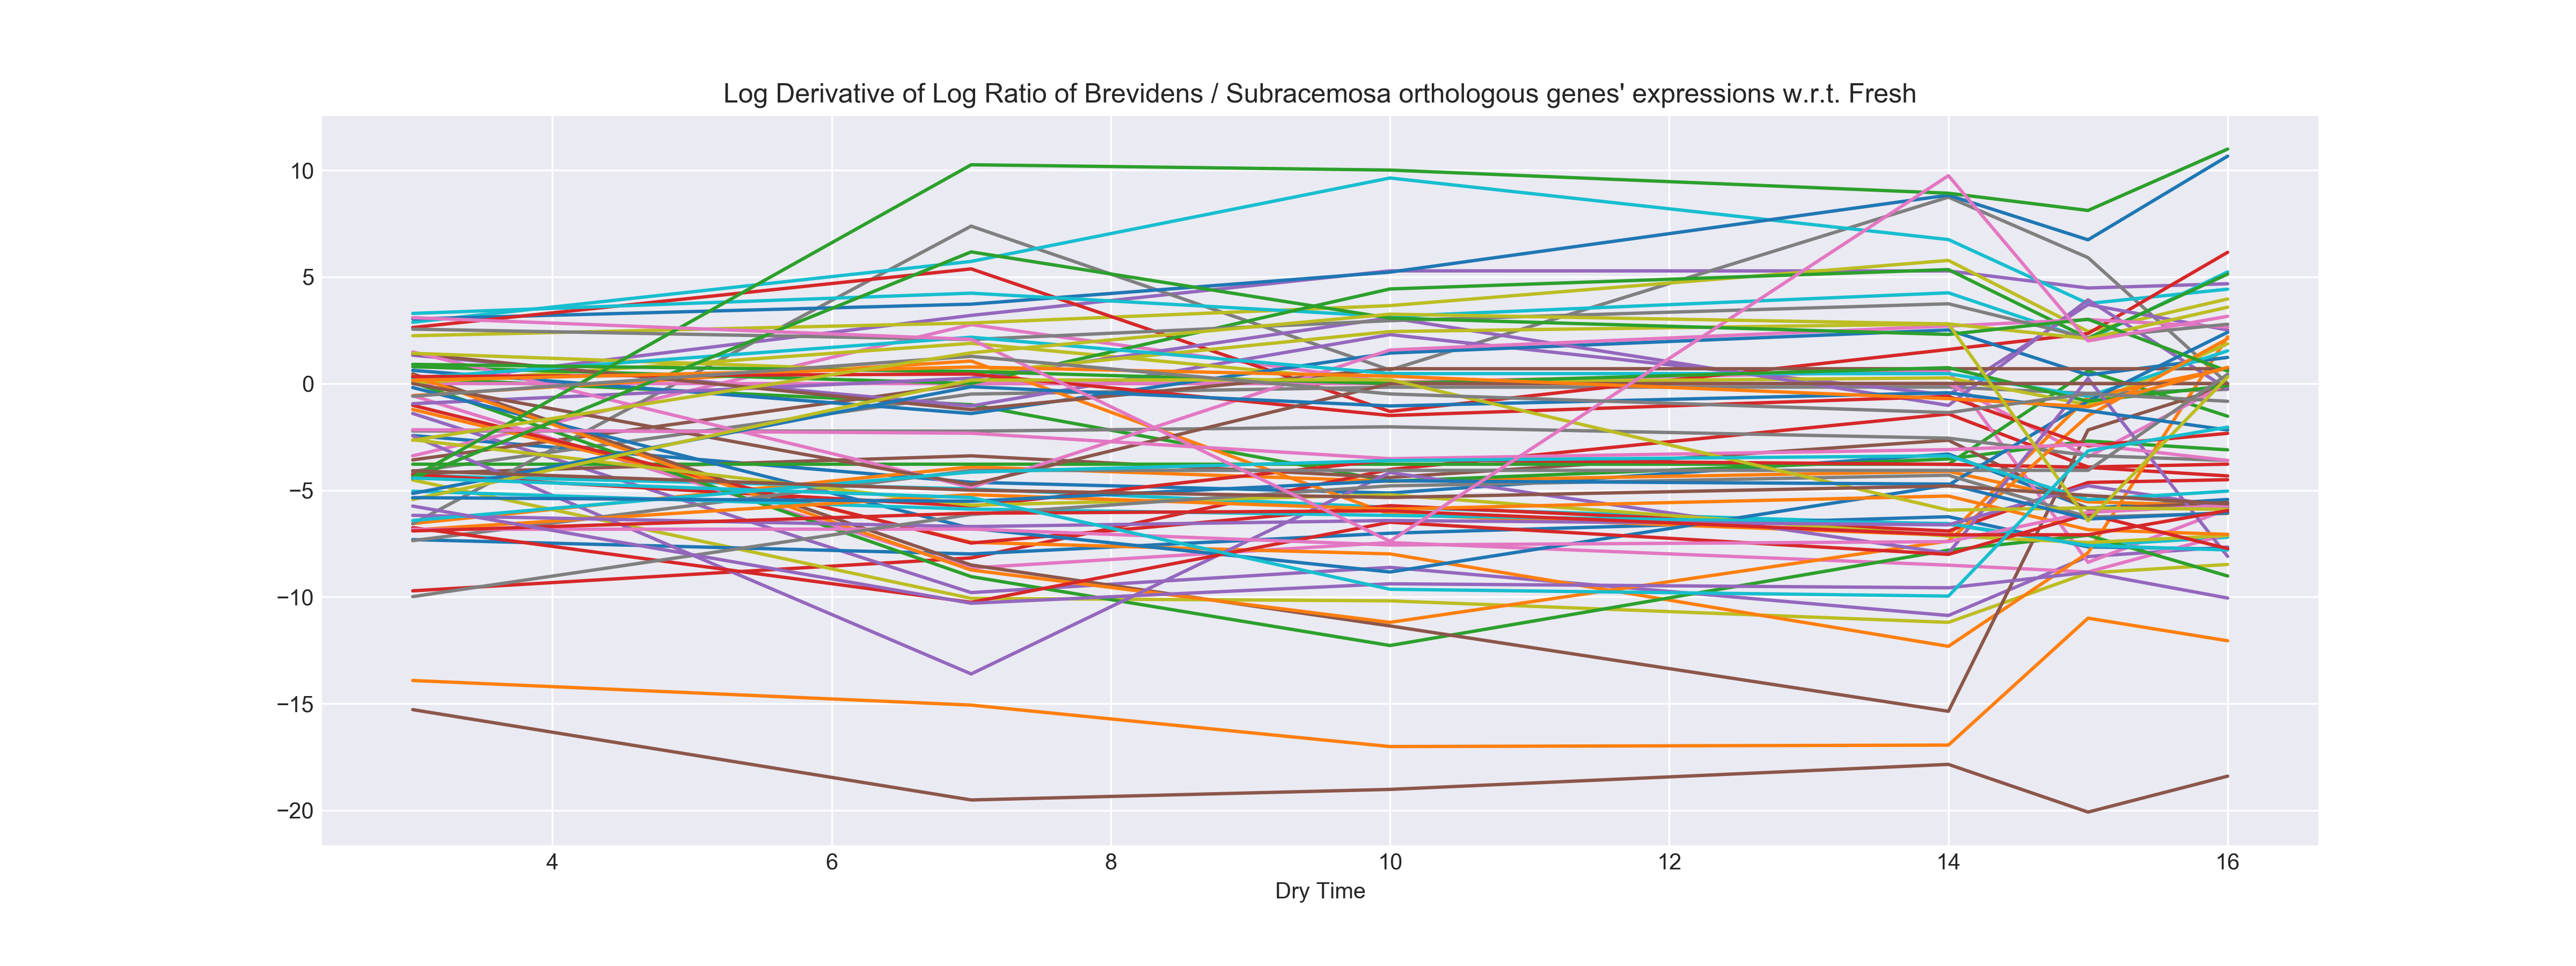 Log Derivative of Log Ratio of Brevidens / Subracemosa orthologous genes' expressions w.r.t. Fresh
10
5
0
−5
−10
−15
−20
4 6 8 10 12 14 16
Dry Time